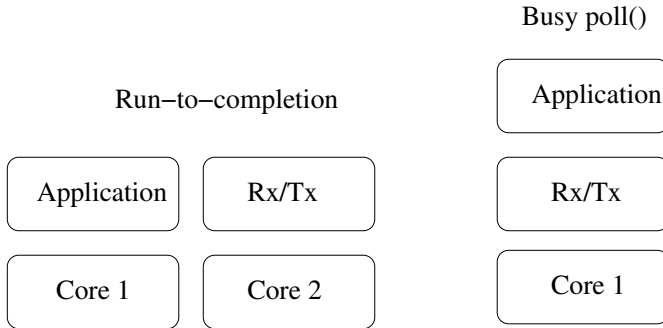 Busy poll()
Run−to−completion
Application
Application Rx/Tx
Rx/Tx
Core 1 Core 2
Core 1